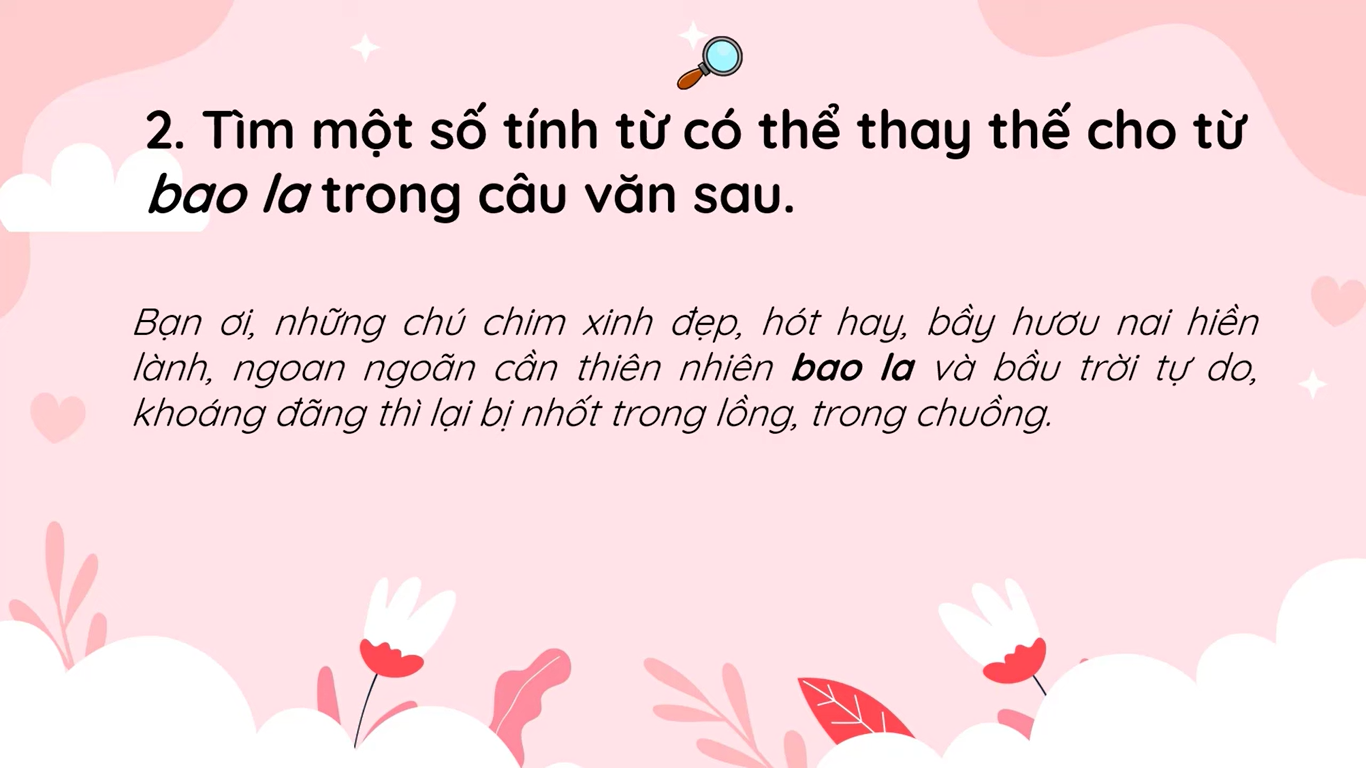 2. Tìm một số tính từ có thể thay thế cho từ
bao la trong câu văn sau.
Bạn ơi, những chú chim xinh đẹp, hót hay, bầy hươu nai hiền
lành, ngoan ngoãn cần thiên nhiên bao la và bầu trời tự do,
khoáng đãng thì lại bị nhốt trong lồng, trong chuồng.